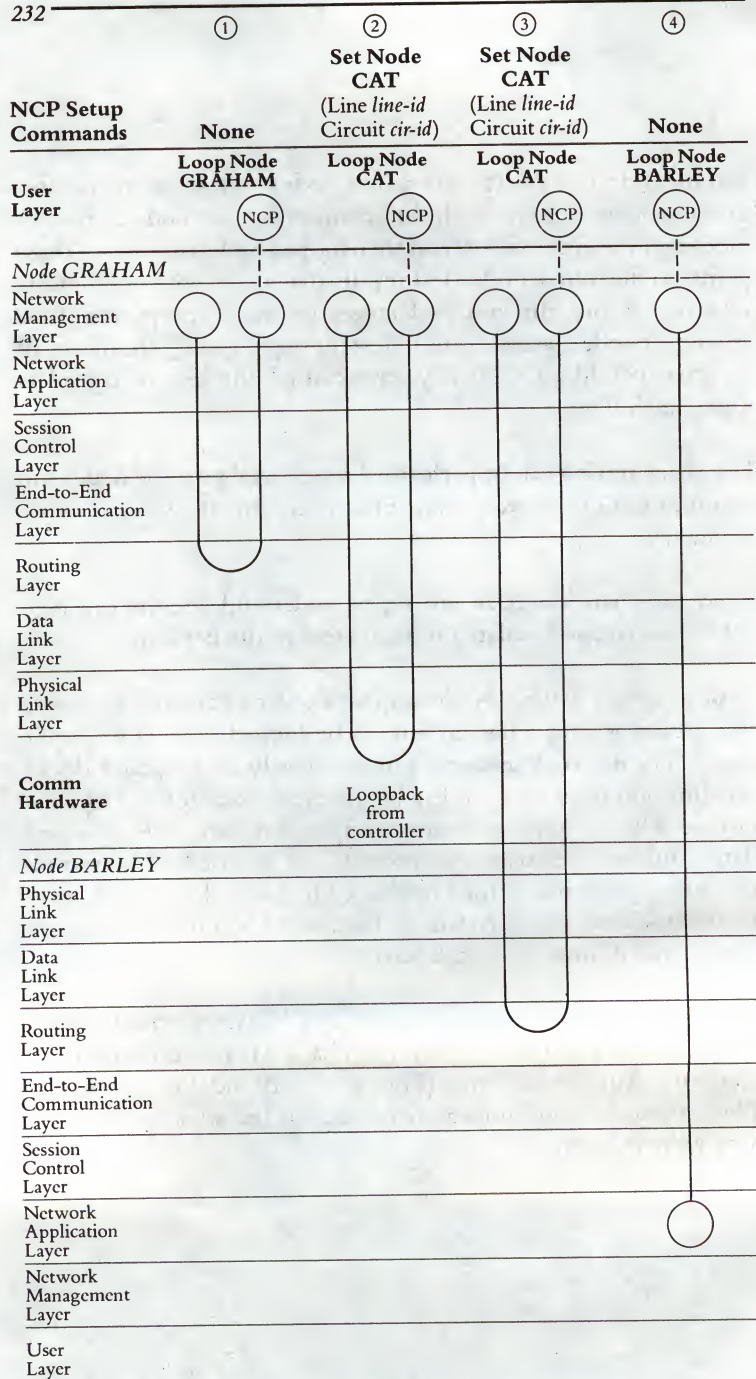 232
① ② ③ ④
NCP Setup
Commands
None
Set Node
CAT
(Line line-id
Circuit cir-id)
Set Node
CAT
(Line line-id
Circuit cir-id)
None
User
Layer
Loop Node
GRAHAM
NCP
Loop Node
CAT
NCP
Loop Node
CAT
NCP
Loop Node
BARLEY
NCP
Node GRAHAM
Network
Management
Layer
Network
Application
Layer
Session
Control
Layer
End-to-End
Communication
Layer
Routing
Layer
Data
Link
Layer
Physical
Link
Layer
Comm
Hardware
Loopback
from
controller
Node BARLEY
Physical
Link
Layer
Data
Link
Layer
Routing
Layer
End-to-End
Communication
Layer
Session
Control
Layer
Network
Application
Layer
Network
Management
Layer
User
Layer